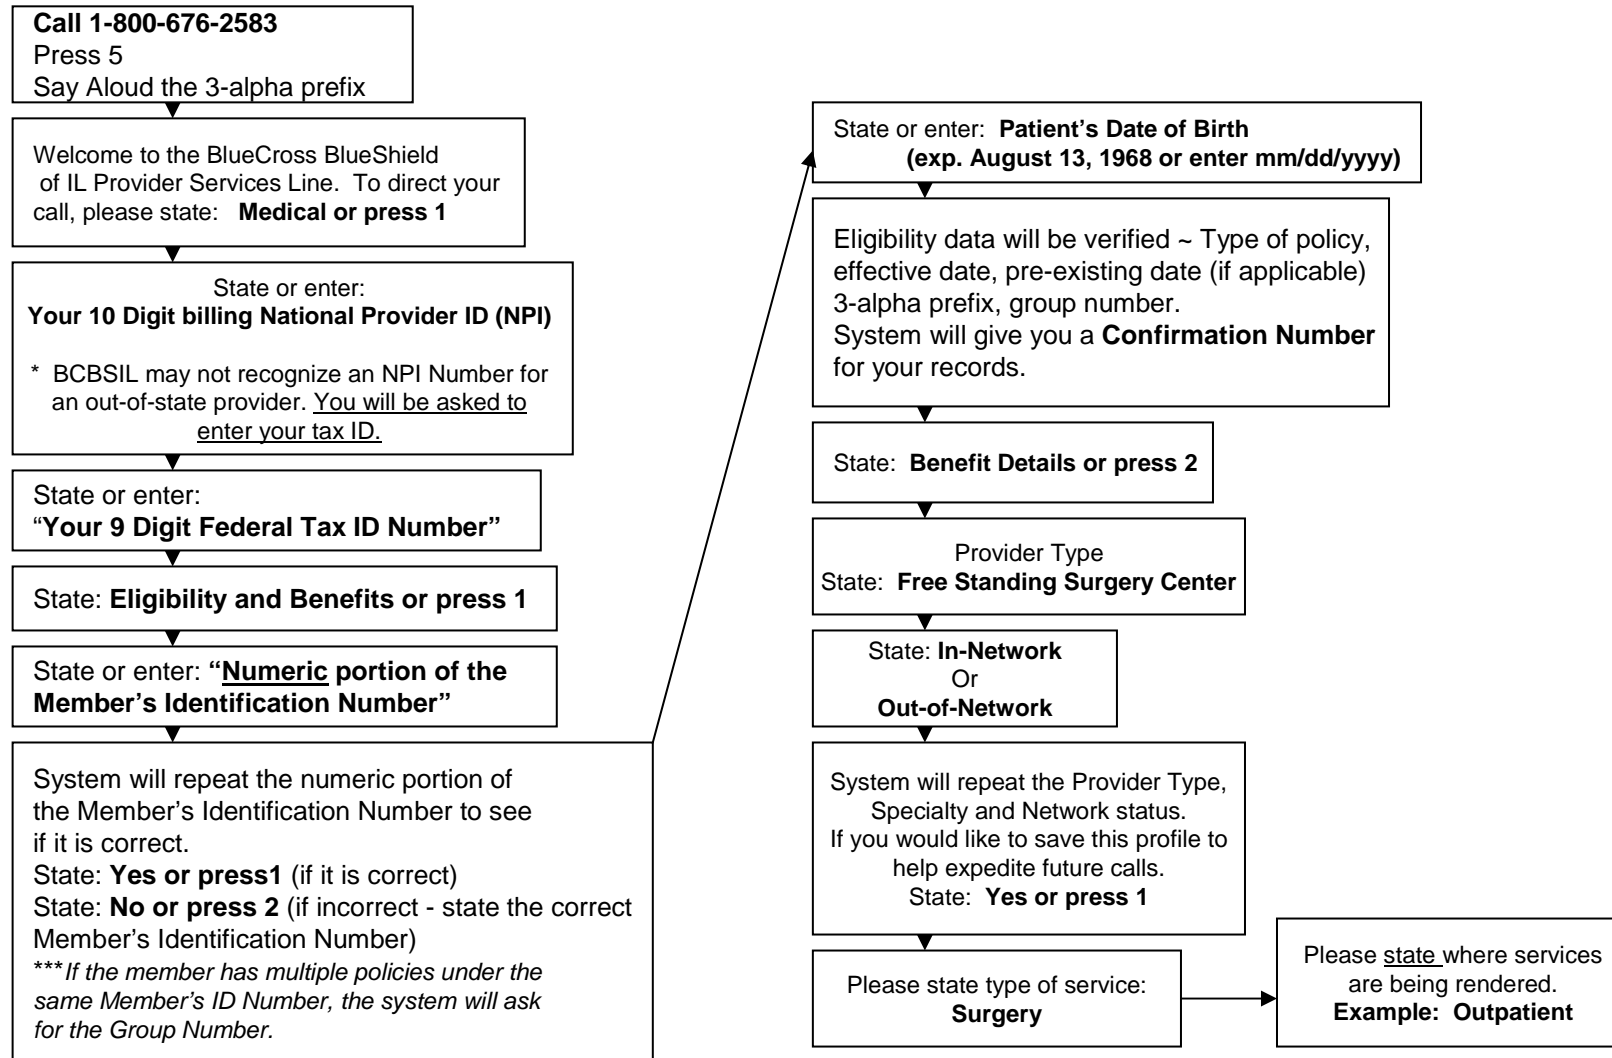 Call 1-800-676-2583
Press 5
Say Aloud the 3-alpha prefix
Welcome to the BlueCross BlueShield
of IL Provider Services Line.  To direct your
call, please state:   Medical or press 1
State or enter:
Your 10 Digit billing National Provider ID (NPI)
*  BCBSIL may not recognize an NPI Number for
an out-of-state provider. You will be asked to
enter your tax ID.
State or enter:
“Your 9 Digit Federal Tax ID Number”
State: Eligibility and Benefits or press 1
State or enter: “Numeric portion of the
Member’s Identification Number”
System will repeat the numeric portion of
the Member’s Identification Number to see
if it is correct.
State: Yes or press1 (if it is correct)
State: No or press 2 (if incorrect - state the correct
Member’s Identification Number)
***If the member has multiple policies under the
same Member’s ID Number, the system will ask
for the Group Number.
State or enter:  Patient’s Date of Birth
(exp. August 13, 1968 or enter mm/dd/yyyy)
Eligibility data will be verified ~ Type of policy,
effective date, pre-existing date (if applicable)
3-alpha prefix, group number.
System will give you a Confirmation Number
for your records.
State:  Benefit Details or press 2
Provider Type
State:  Free Standing Surgery Center
State: In-Network
Or
Out-of-Network
System will repeat the Provider Type,
Specialty and Network status.
If you would like to save this profile to
help expedite future calls.
State:  Yes or press 1
Please state type of service:
Surgery
Please state where services
are being rendered.
Example:  Outpatient